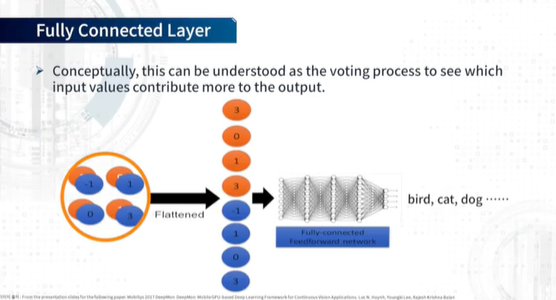 Fully Connected Layer
➤ Conceptually, this can be understood as the voting process to see which
input values contribute more to the output.
3
0
1
3
-1
1
0
3
-1
1
0
3
Flattened
Fully-connected
feedforward network
bird, cat, dog ⋯⋯
: From the presentation slides for the following paper: MobiSys 2017 DeepMon: DeepMon: Mobile GPU-based Deep Learning Framework for Continuous Vision Applications, Loc N. Huynh, Youngki Lee, Rajesh Krishna Balan